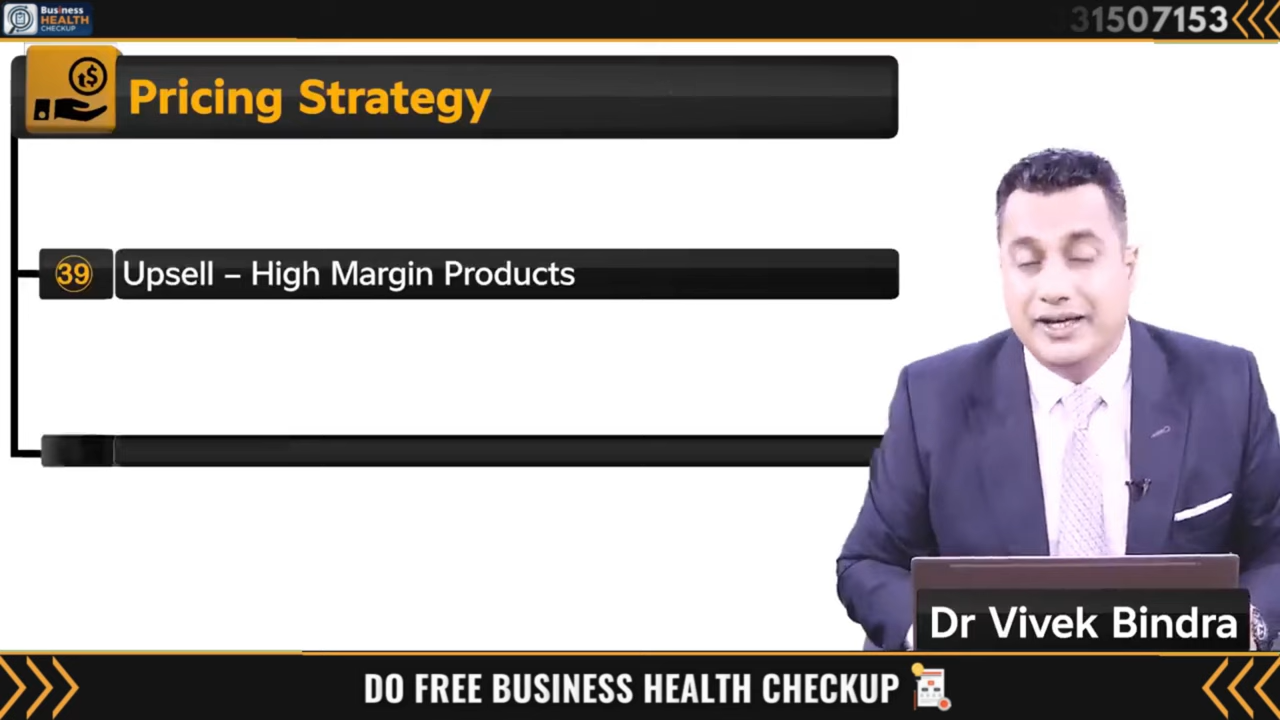 Business
HEALTH
CHECKUP
31507153
Pricing Strategy
39
Upsell – High Margin Products
Dr Vivek Bindra
DO FREE BUSINESS HEALTH CHECKUP